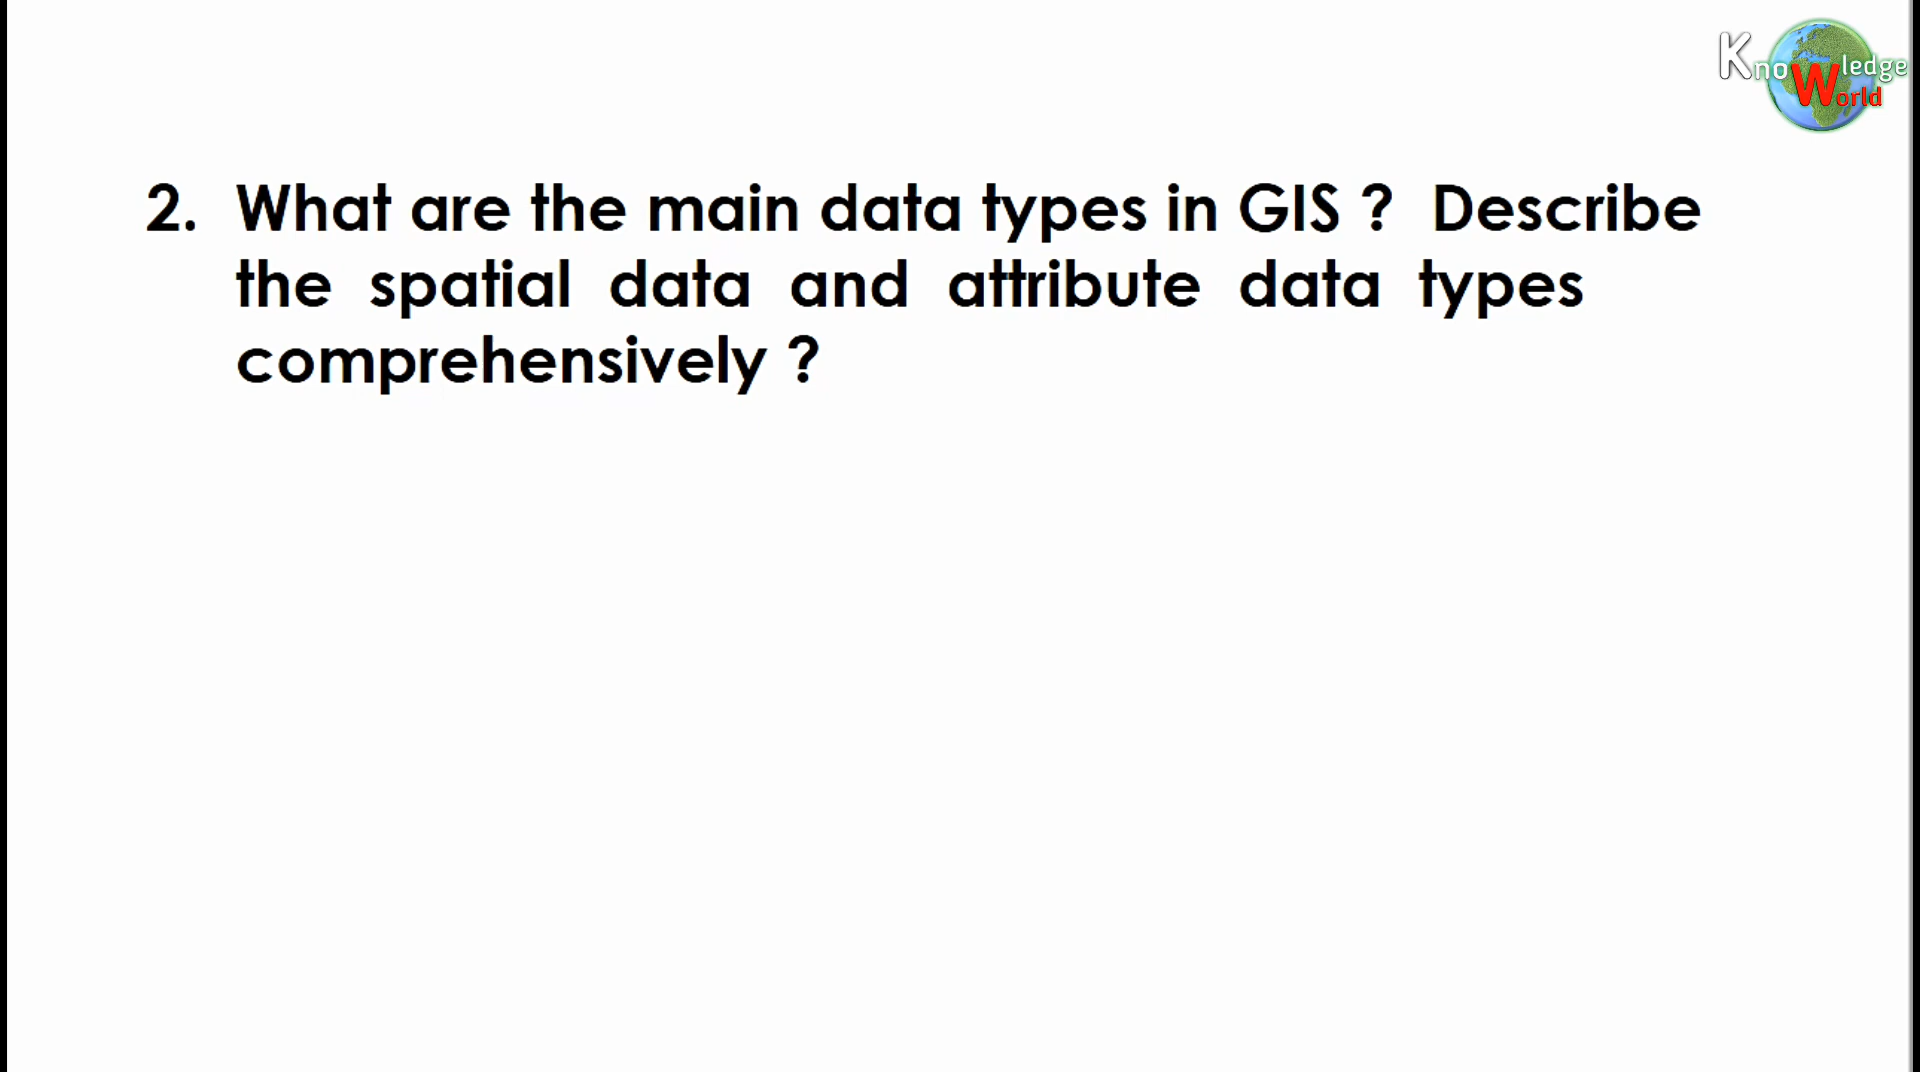 Knowledge
World
2. What are the main data types in GIS ? Describe
the spatial data and attribute data types
comprehensively ?